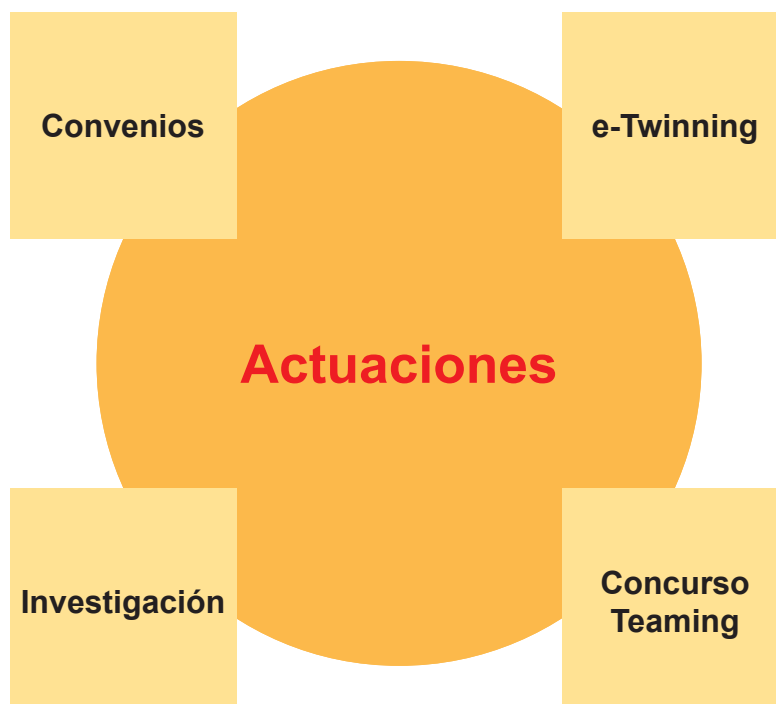 Convenios
e-Twinning
Actuaciones
Investigación
Concurso
Teaming